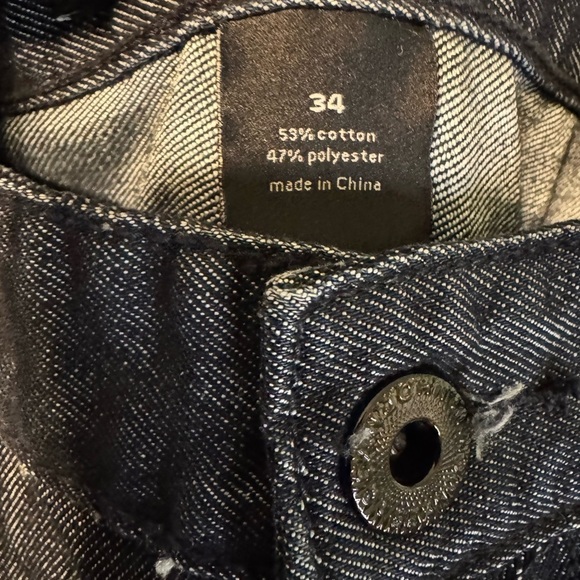 34
53% cotton
47% polyester
made in China